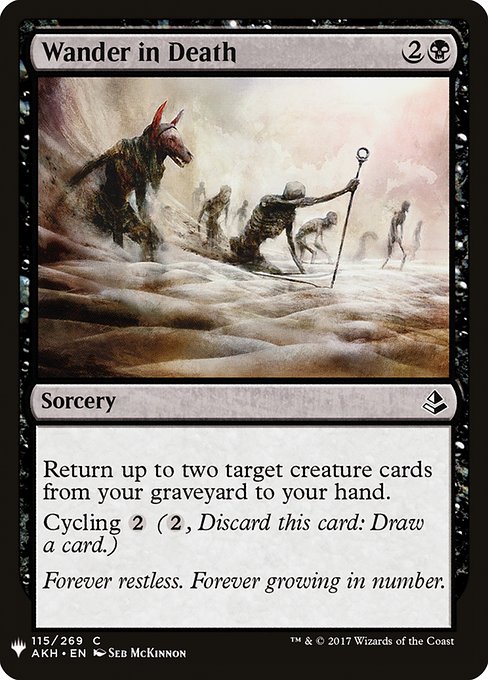 Wander in Death 2
Sorcery
Return up to two target creature cards
from your graveyard to your hand.
Cycling 2 (2, Discard this card: Draw
a card.)
Forever restless. Forever growing in number.
115/269 C
AKH • EN Seb McKinnon
™ & © 2017 Wizards of the Coast